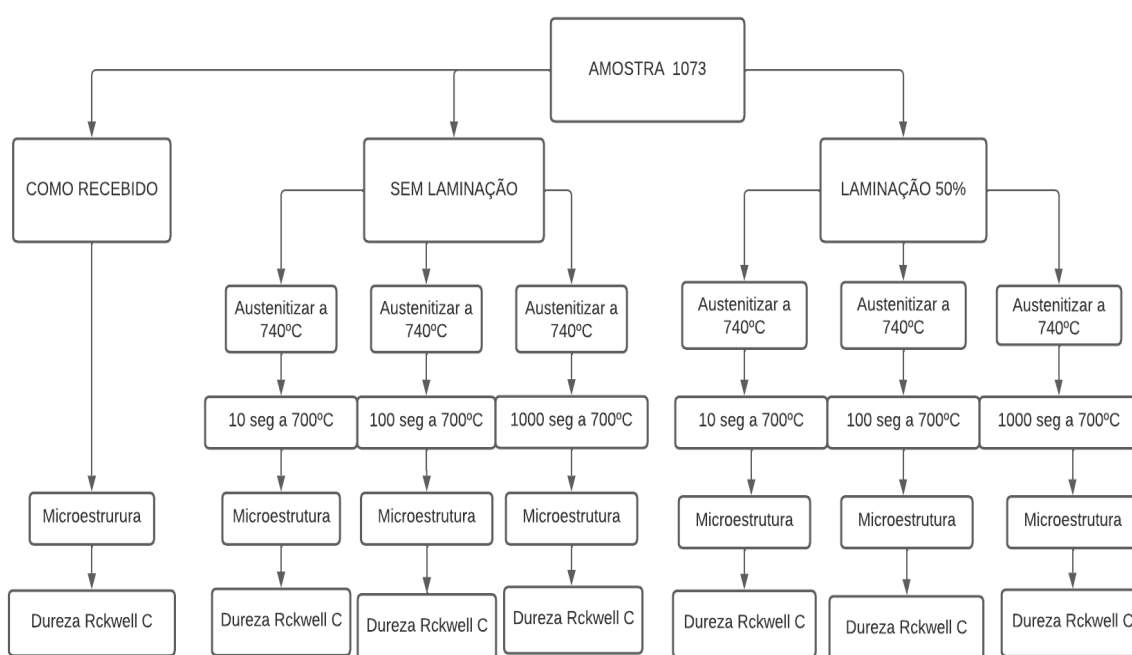 AMOSTRA 1073
COMO RECEBIDO
SEM LAMINAÇÃO
LAMINAÇÃO 50%
Austenitizar a
740ºC
Austenitizar a
740ºC
Austenitizar a
740ºC
Austenitizar a
740ºC
Austenitizar a
740ºC
Austenitizar a
740ºC
10 seg a 700ºC
100 seg a 700ºC
1000 seg a 700ºC
10 seg a 700ºC
100 seg a 700ºC
1000 seg a 700ºC
Microestrurura
Microestrutura
Microestrutura
Microestrutura
Microestrutura
Microestrutura
Microestrutura
Dureza Rckwell C
Dureza Rckwell C
Dureza Rckwell C
Dureza Rckwell C
Dureza Rckwell C
Dureza Rckwell C
Dureza Rckwell C